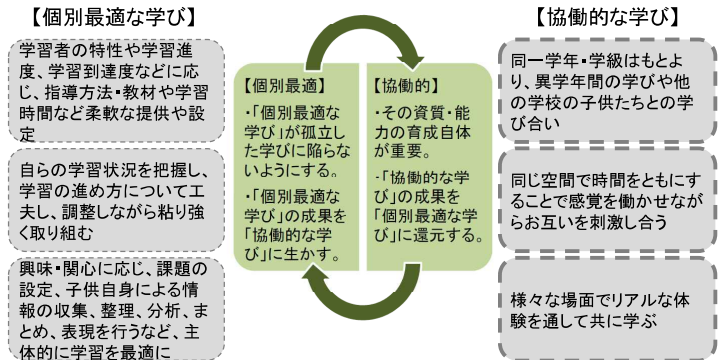 【個別最適な学び】
学習者の特性や学習進
度、学習到達度などに応
じ、指導方法・教材や学習
時間など柔軟な提供や設
定
自らの学習状況を把握し、
学習の進め方について工
夫し、調整しながら粘り強
く取り組む
興味・関心に応じ、課題の
設定、子供自身による情
報の収集、整理、分析、ま
とめ、表現を行うなど、主
体的に学習を最適に
【個別最適】
・「個別最適な
学び」が孤立し
た学びに陥らな
いようにする。
・「個別最適な
学び」の成果を
「協働的な学
び」に生かす。
【協働的】
・その資質・能
力の育成自体
が重要。
・「協働的な学
び」の成果を
「個別最適な学
び」に還元する。
【協働的な学び】
同一学年・学級はもとよ
り、異学年間の学びや他
の学校の子供たちとの学
び合い
同じ空間で時間をともにす
ることで感覚を働かせなが
らお互いを刺激し合う
様々な場面でリアルな体
験を通して共に学ぶ